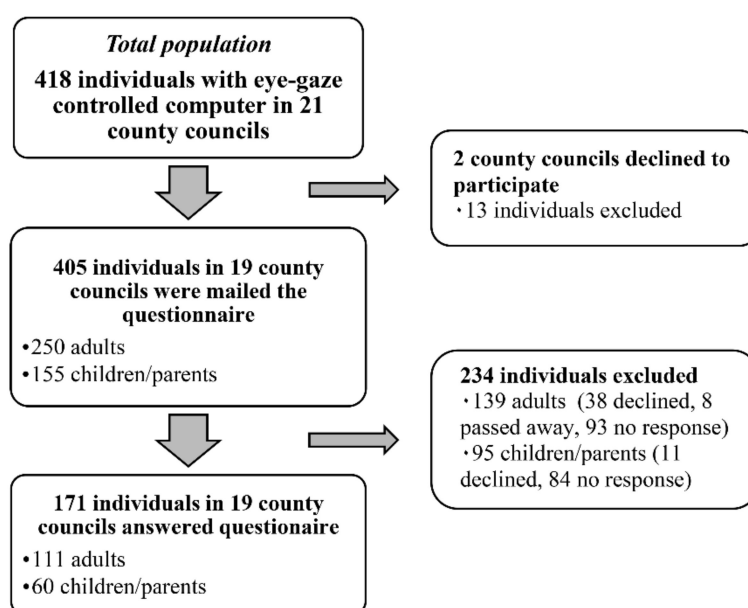 Total population
418 individuals with eye-gaze
controlled computer in 21
county councils
2 county councils declined to
participate
·13 individuals excluded
405 individuals in 19 county
councils were mailed the
questionnaire
•250 adults
•155 children/parents
234 individuals excluded
·139 adults (38 declined, 8
passed away, 93 no response)
·95 children/parents (11
declined, 84 no response)
171 individuals in 19 county
councils answered questionaire
•111 adults
•60 children/parents